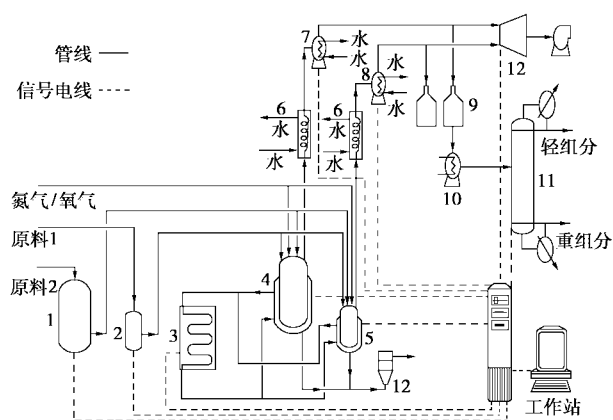 管线
信号电线
氮气/氧气
原料1
原料2
1
2
3
4
5
6
水
水
6
水
水
7
水
水
8
水
水
9
10
11
轻组分
重组分
12
12
工作站